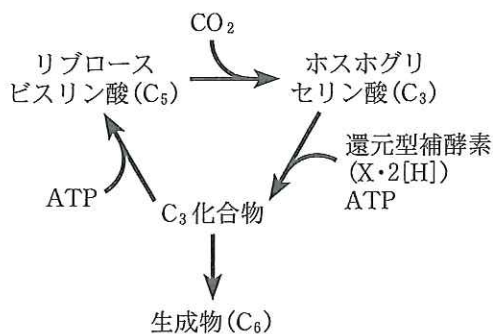 CO₂
リブロース
ビスリン酸(C₅)
ホスホグリ
セリン酸(C₃)
還元型補酵素
(X・2[H])
ATP
ATP
C₃化合物
生成物(C₆)